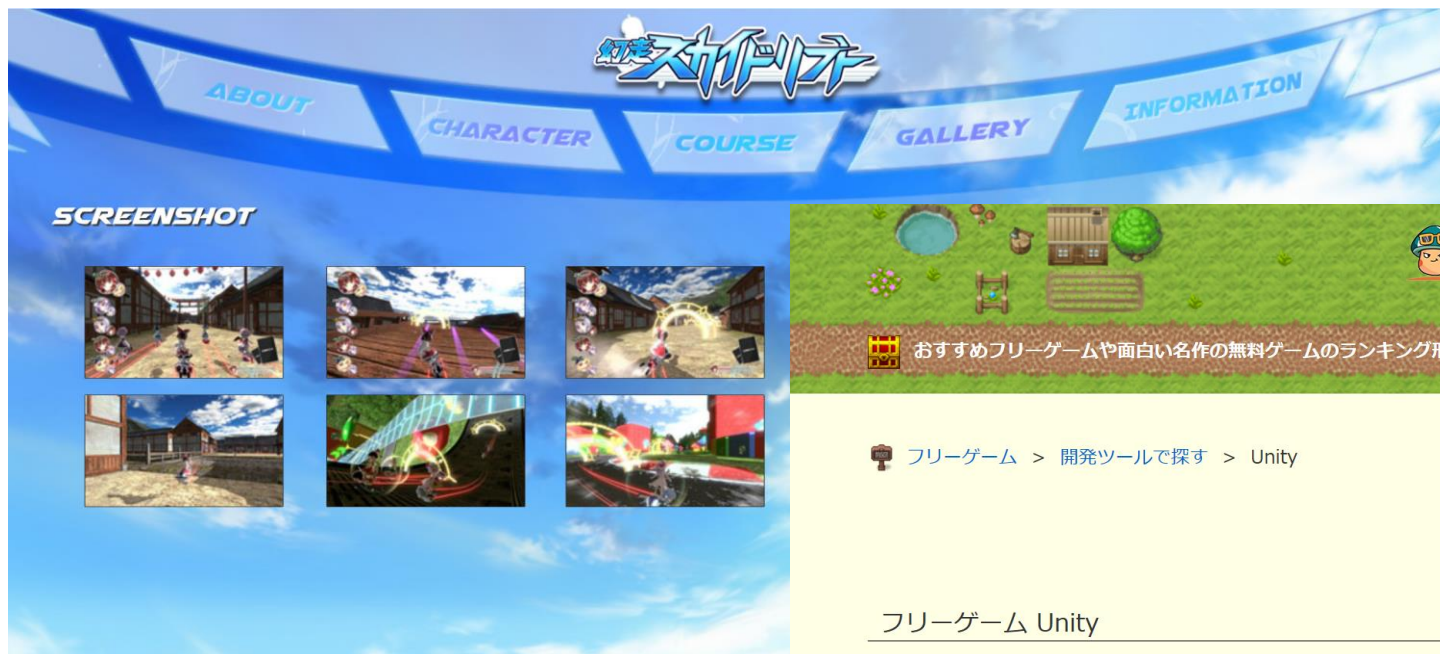 幻走スカイドリフト
ABOUT
CHARACTER
COURSE
GALLERY
INFORMATION
SCREENSHOT
おすすめフリーゲームや面白い名作の無料ゲームのランキング形
フリーゲーム > 開発ツールで探す > Unity
フリーゲーム Unity